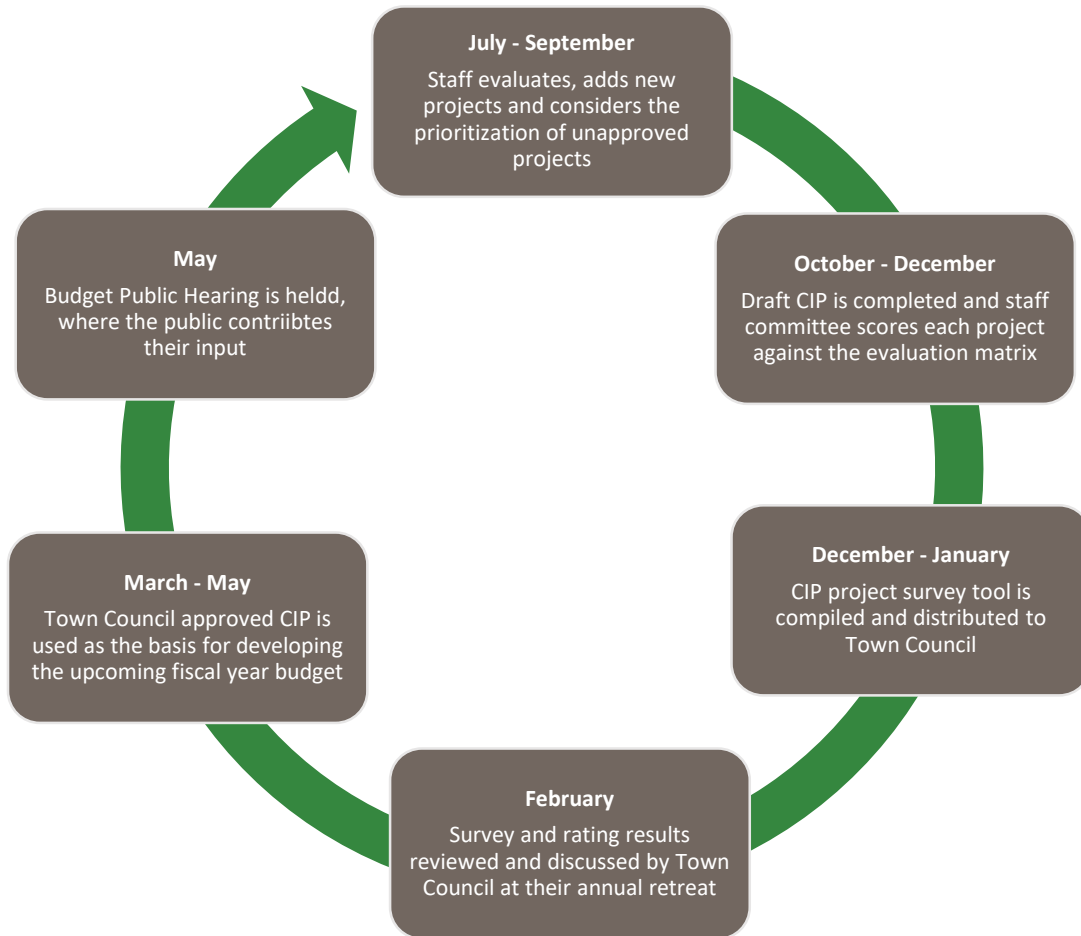 July - September
Staff evaluates, adds new
projects and considers the
prioritization of unapproved
projects
October - December
Draft CIP is completed and staff
committee scores each project
against the evaluation matrix
December - January
CIP project survey tool is
compiled and distributed to
Town Council
February
Survey and rating results
reviewed and discussed by Town
Council at their annual retreat
March - May
Town Council approved CIP is
used as the basis for developing
the upcoming fiscal year budget
May
Budget Public Hearing is heldd,
where the public contriibtes
their input